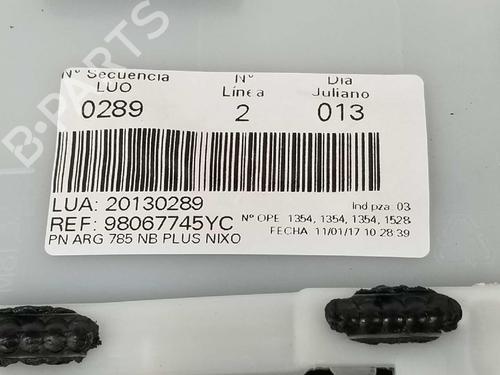 Nº Secuencia
LUO
0289
Nº
Línea
2
Dia
Juliano
013
LUA: 20130289
REF: 98067745YC
PN ARG 785 NB PLUS NIXO
Ind pza: 03
Nº OPE 1354, 1354, 1354, 1528
FECHA 11/01/17 10:28:39
B-PARTS